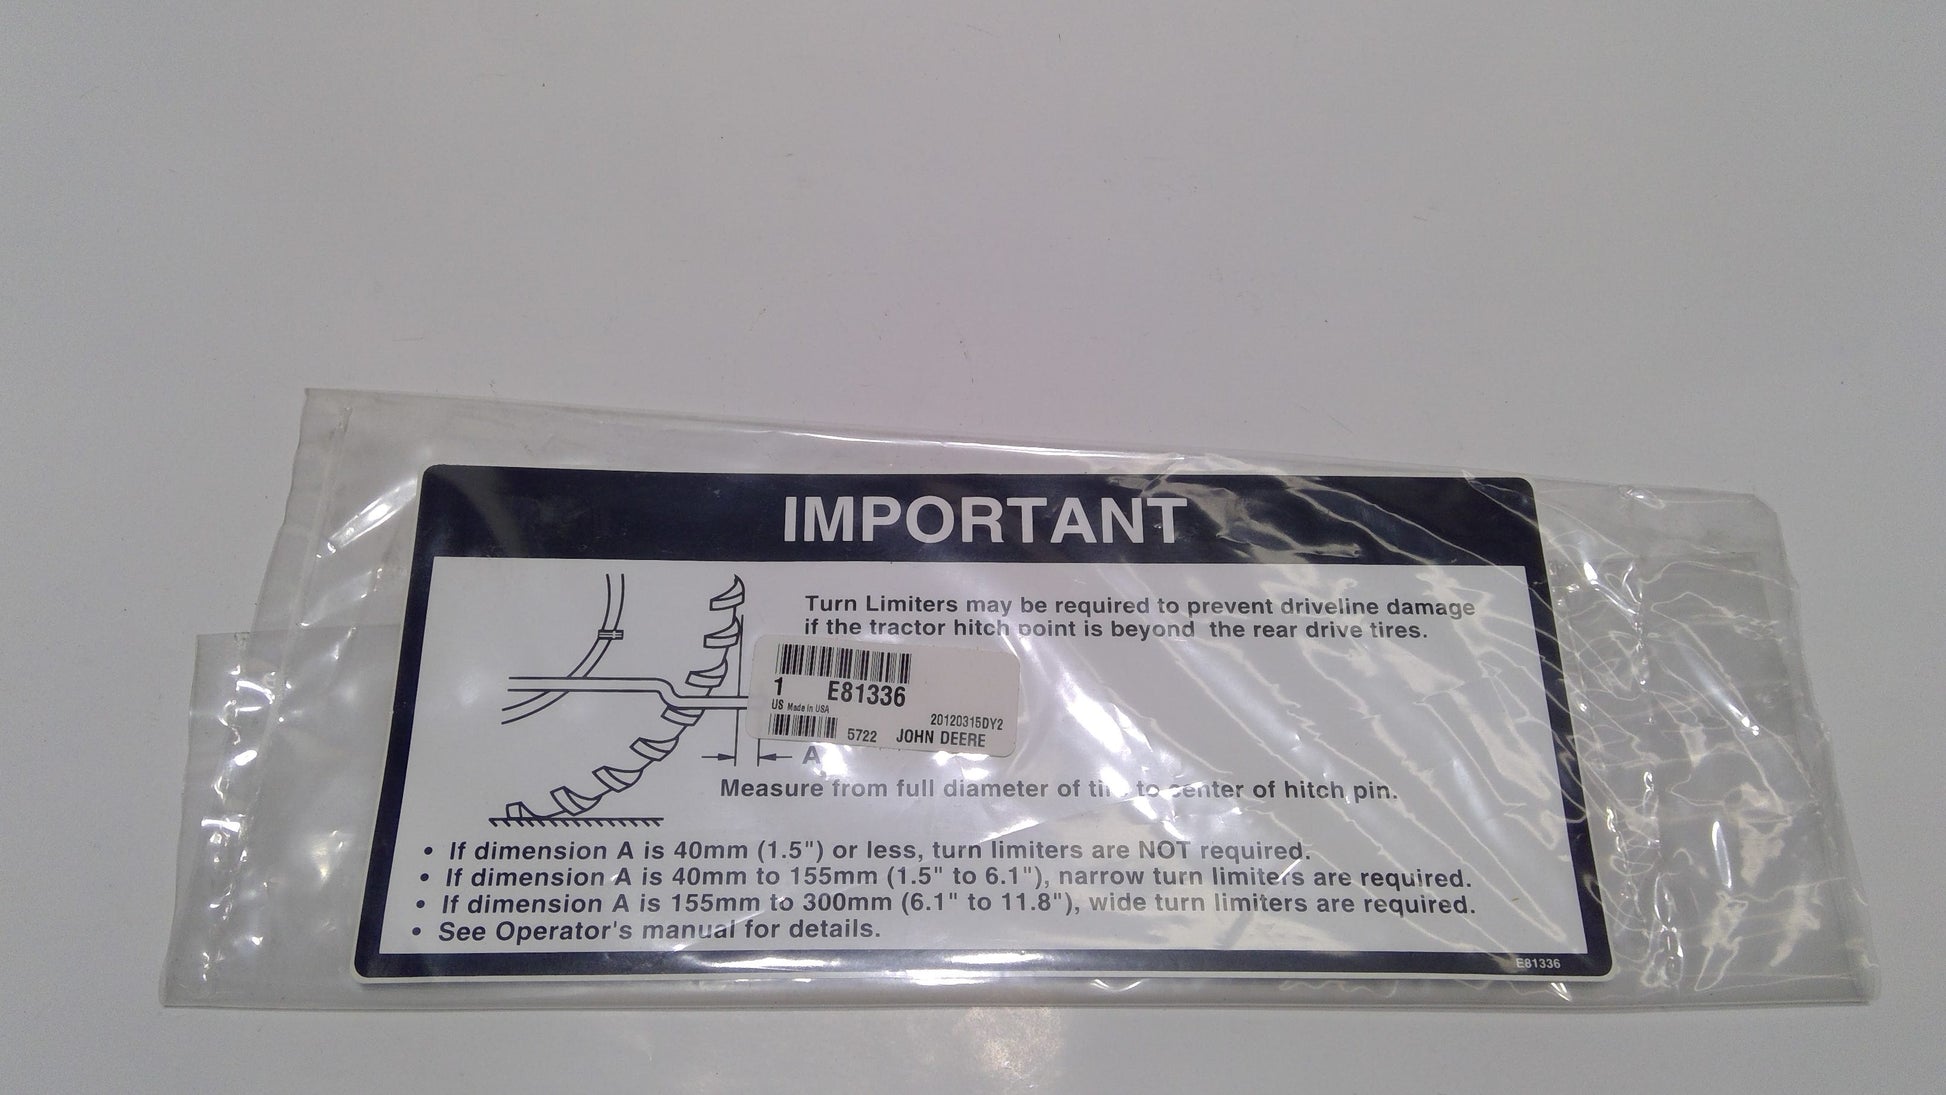 IMPORTANT
Turn Limiters may be required to prevent driveline damage
if the tractor hitch point is beyond the rear drive tires.
1 E81336
US Made in USA
20120315DY2
5722 JOHN DEERE
A
Measure from full diameter of to center of hitch pin.
• If dimension A is 40mm (1.5") or less, turn limiters are NOT required.
• If dimension A is 40mm to 155mm (1.5" to 6.1"), narrow turn limiters are required.
• If dimension A is 155mm to 300mm (6.1" to 11.8"), wide turn limiters are required.
• See Operator's manual for details.
E81336